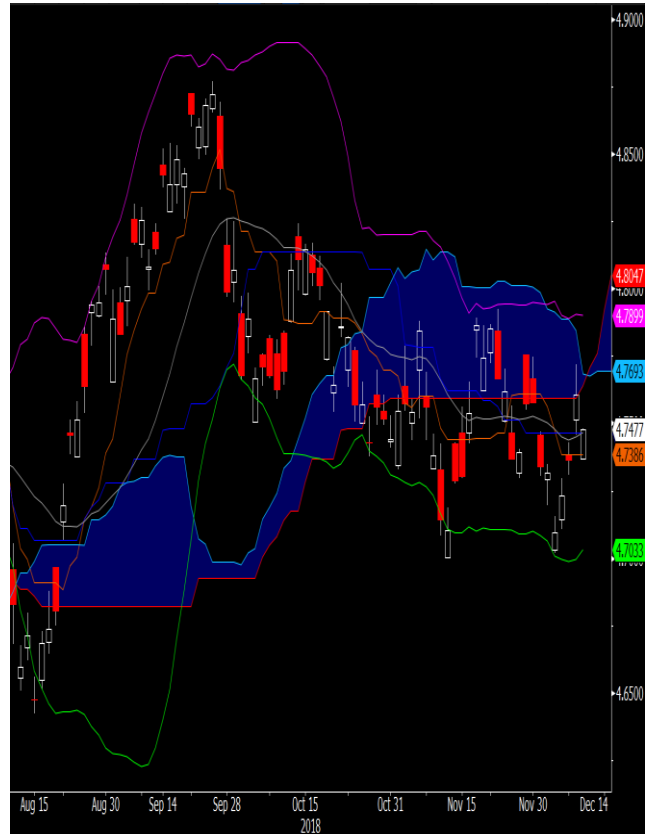 4.9000
4.8500
4.8047
4.8000
4.7899
4.7693
4.7477
4.7386
4.7033
4.6500
Aug 15
Aug 30
Sep 14
Sep 28
Oct 15
Oct 31
Nov 15
Nov 30
Dec 14
2018